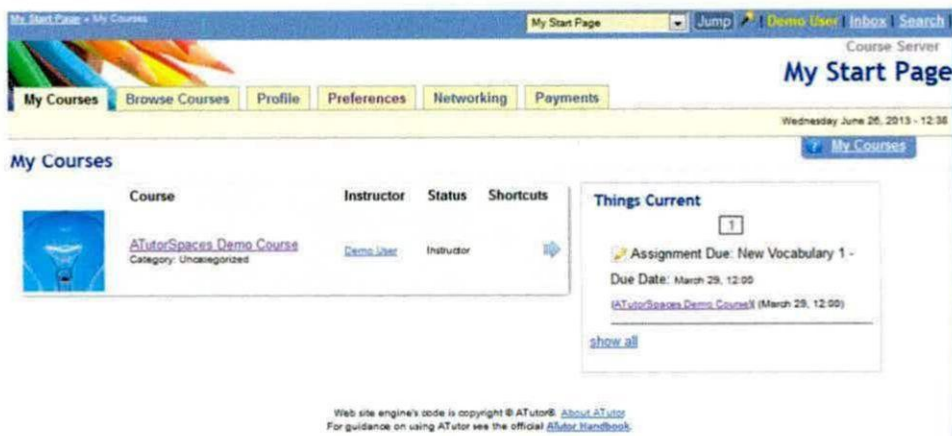 My Start Page » My Courses
My Start Page Jump | Demo User | Inbox | Search |
Course Server
My Start Page
My Courses Browse Courses Profile Preferences Networking Payments
Wednesday June 26, 2013 - 12:38
? My Courses
My Courses
Course Instructor Status Shortcuts
ATutorSpaces Demo Course Demo User Instructor
Category: Uncategorized
Things Current
1
Assignment Due: New Vocabulary 1 -
Due Date: March 29, 12:00
(ATutorSpaces Demo Course)( (March 29, 12:00)
show all
Web site engine's code is copyright © ATutor®. About ATutor
For guidance on using ATutor see the official ATutor Handbook.